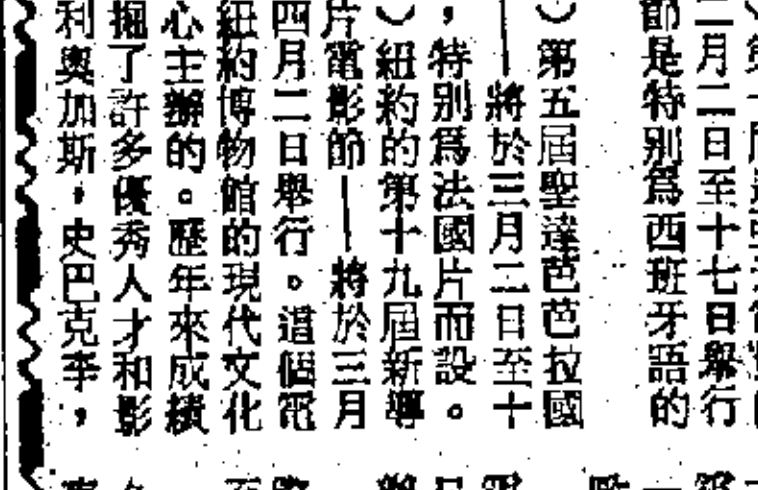 二月二日至十七日舉行
節是特別為西班牙語的
）第五屆聖達芭芭拉國
——將於三月二日至十
，特別為法國片而設。
）紐約的第十九屆新導
片電影節——將於三月
四月二日舉行。這個電
紐約博物館的現代文化
心主辦的。歷年來成績
掘了許多優秀人才和影
利奧加斯，史巴克李，